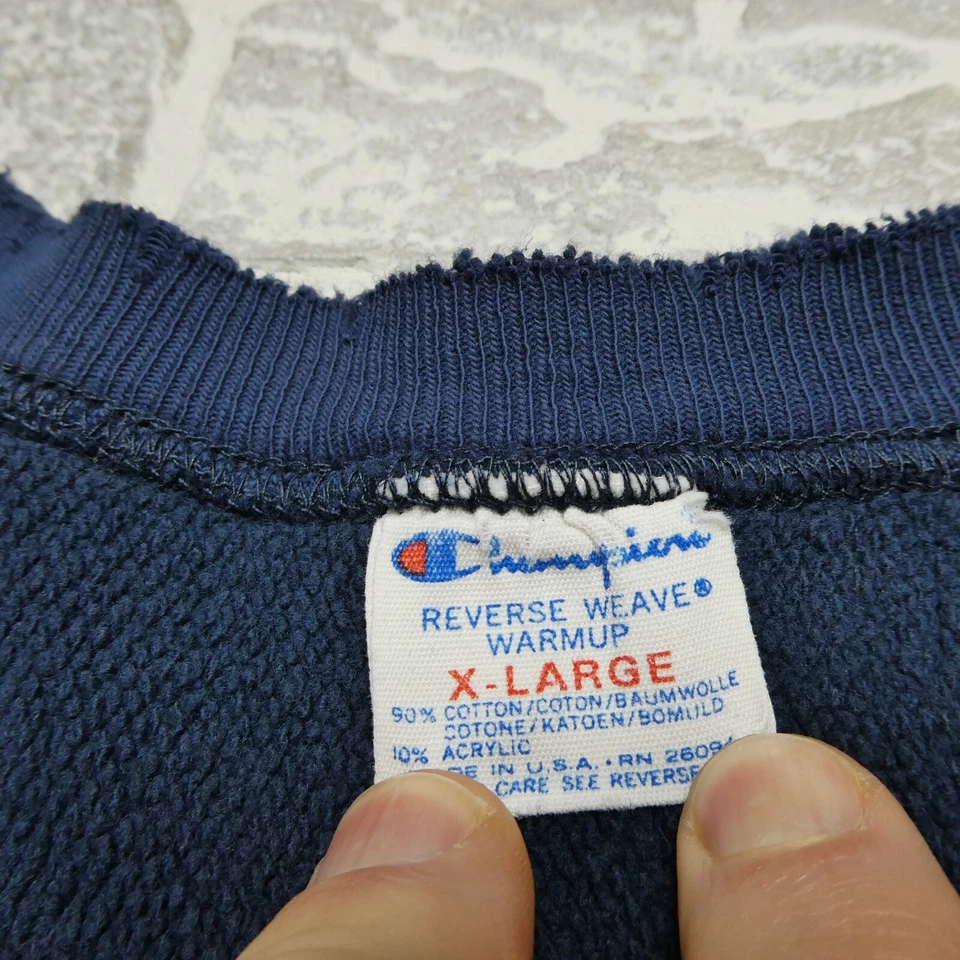 Champion
REVERSE WEAVE®
WARMUP
X-LARGE
90% COTTON/COTON/BAUMWOLLE
COTONE/KATOEN/BOMULD
10% ACRYLIC
IN U.S.A. • RN 26094
CARE SEE REVERSE